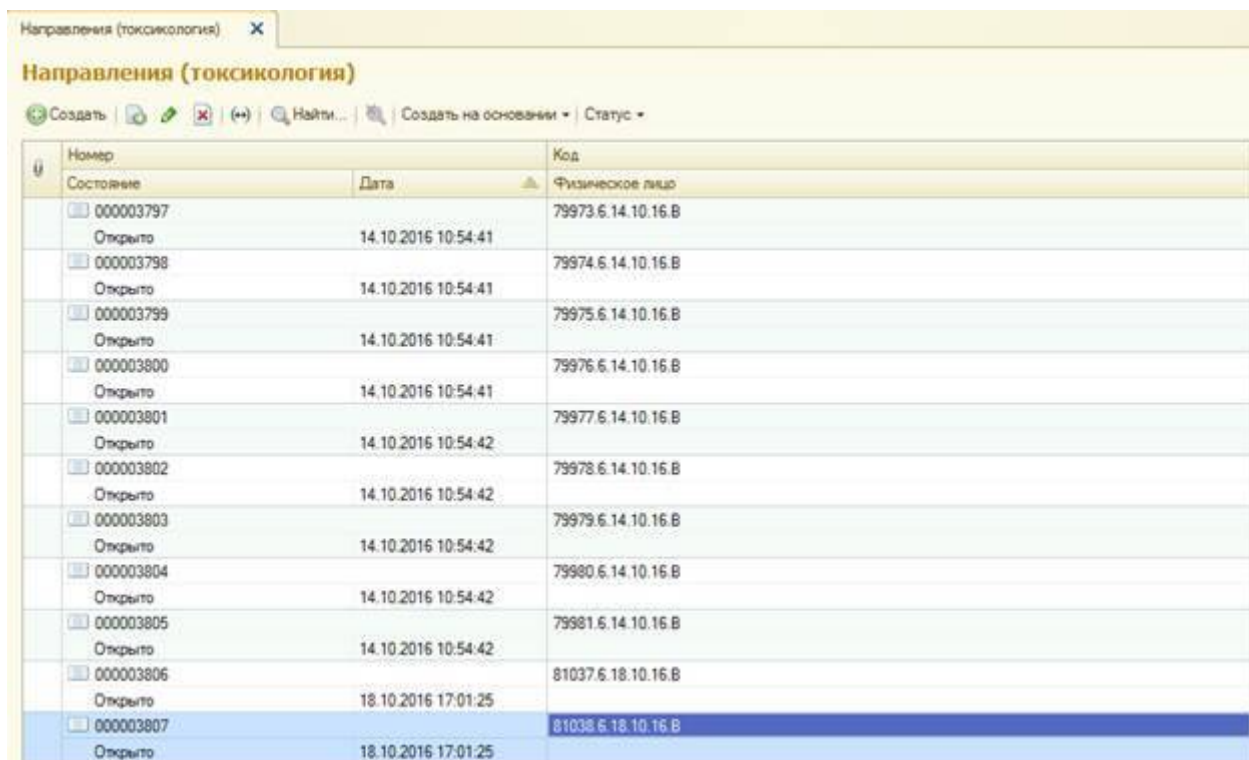 Направления (токсикология)
Направления (токсикология)
Создать Найти... Создать на основании Статус
Номер Код
Состояние Дата Физическое лицо
000003797 79973.6.14.10.16.В
Открыто 14.10.2016 10:54:41
000003798 79974.6.14.10.16.В
Открыто 14.10.2016 10:54:41
000003799 79975.6.14.10.16.В
Открыто 14.10.2016 10:54:41
000003800 79976.6.14.10.16.В
Открыто 14.10.2016 10:54:41
000003801 79977.6.14.10.16.В
Открыто 14.10.2016 10:54:42
000003802 79978.6.14.10.16.В
Открыто 14.10.2016 10:54:42
000003803 79979.6.14.10.16.В
Открыто 14.10.2016 10:54:42
000003804 79980.6.14.10.16.В
Открыто 14.10.2016 10:54:42
000003805 79981.6.14.10.16.В
Открыто 14.10.2016 10:54:42
000003806 81037.6.18.10.16.В
Открыто 18.10.2016 17:01:25
000003807 81038.6.18.10.16.В
Открыто 18.10.2016 17:01:25